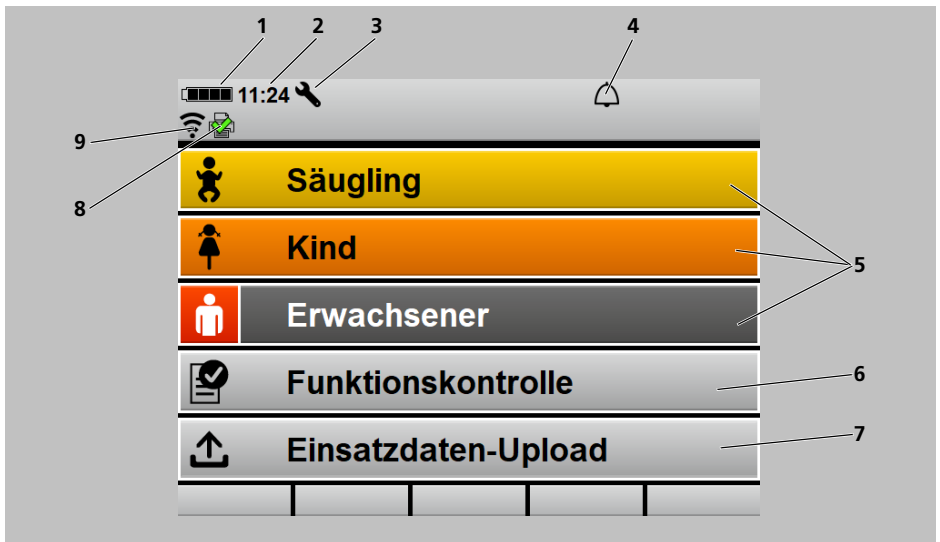 1 2 3 4
11:24
9
8
Säugling
Kind
5
Erwachsener
Funktionskontrolle
6
Einsatzdaten-Upload
7